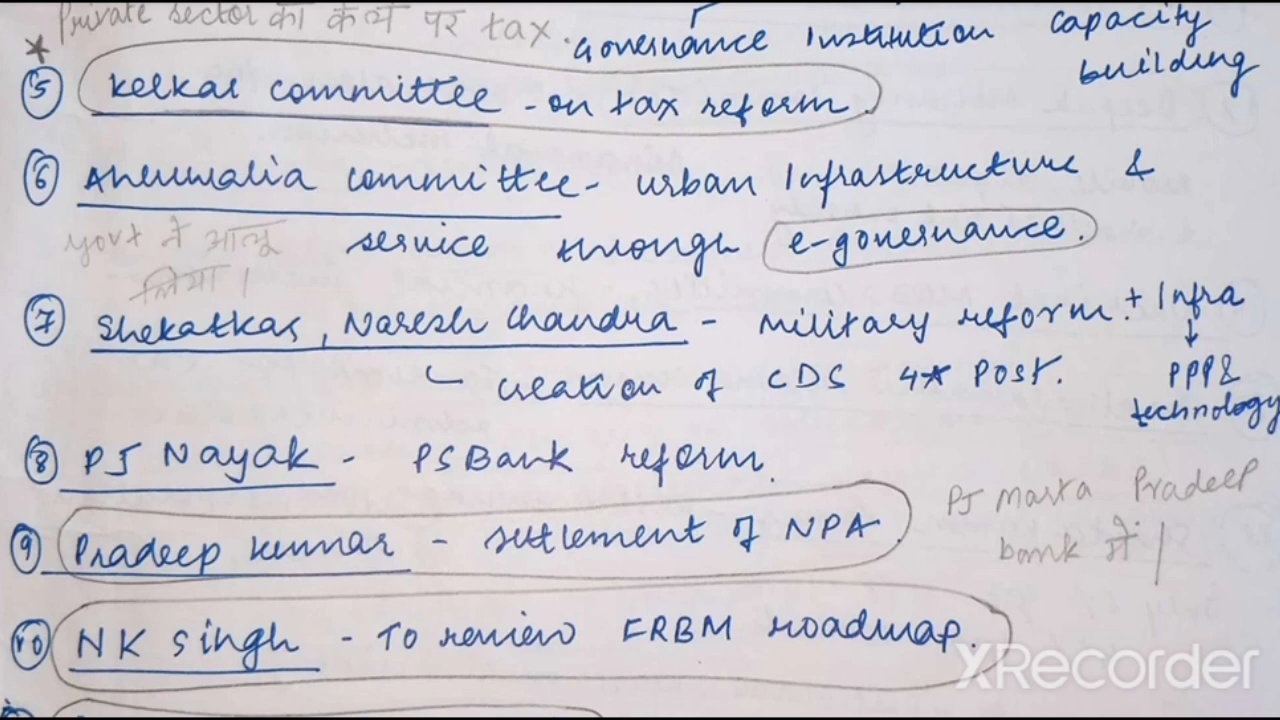 Private sector का कर्ज पर tax.
Governance Institution capacity building
★
⑤ Kelkar committee - on tax reform.
⑥ Aheuwalia committee - urban Infrastructure &
service through e-governance.
govt ने आलू
⑦ Shekatkar, Naresh Chandra - military reform. + Infra
↓
PPP &
technology
creation of CDS 4★ Post.
⑧ PJ Nayak - PSBank reform.
⑨ Pradeep Kumar - settlement of NPA.
PJ Marta Pradeep
bank में।
⑩ NK Singh - To review FRBM roadmap.
XRecorder